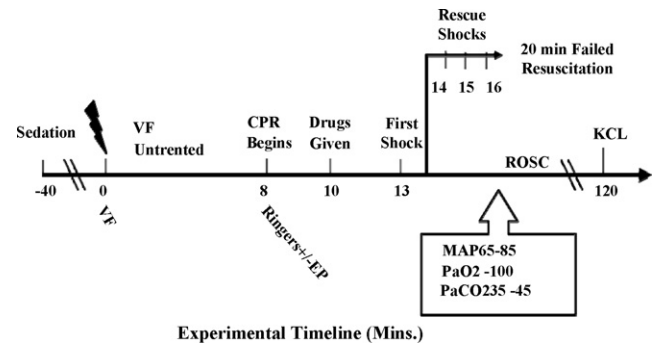 Rescue
Shocks
20 min Failed
Resuscitation
14 15 16
Sedation
VF
Untrented
CPR
Begins
Drugs
Given
First
Shock
ROSC
KCL
-40 0 8 10 13 120
VF
Ringers+/-EP
MAP65-85
PaO2 -100
PaCO235 -45
Experimental Timeline (Mins.)